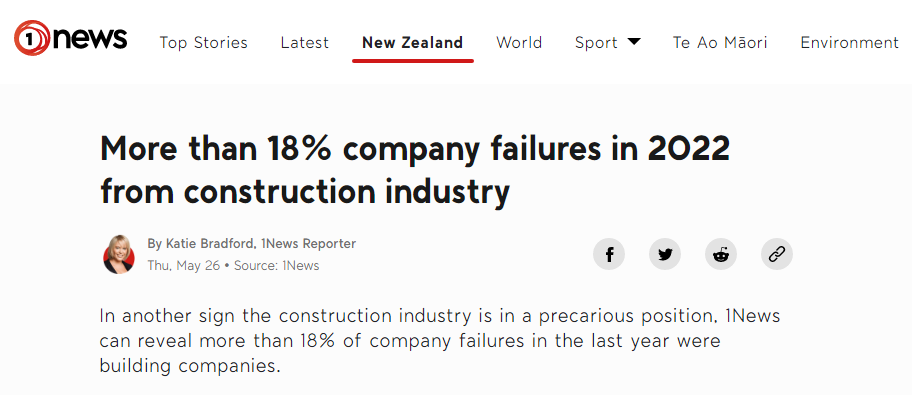 1 news
Top Stories Latest New Zealand World Sport Te Ao Māori Environment
More than 18% company failures in 2022
from construction industry
By Katie Bradford, 1News Reporter
Thu, May 26 • Source: 1News
In another sign the construction industry is in a precarious position, 1News
can reveal more than 18% of company failures in the last year were
building companies.